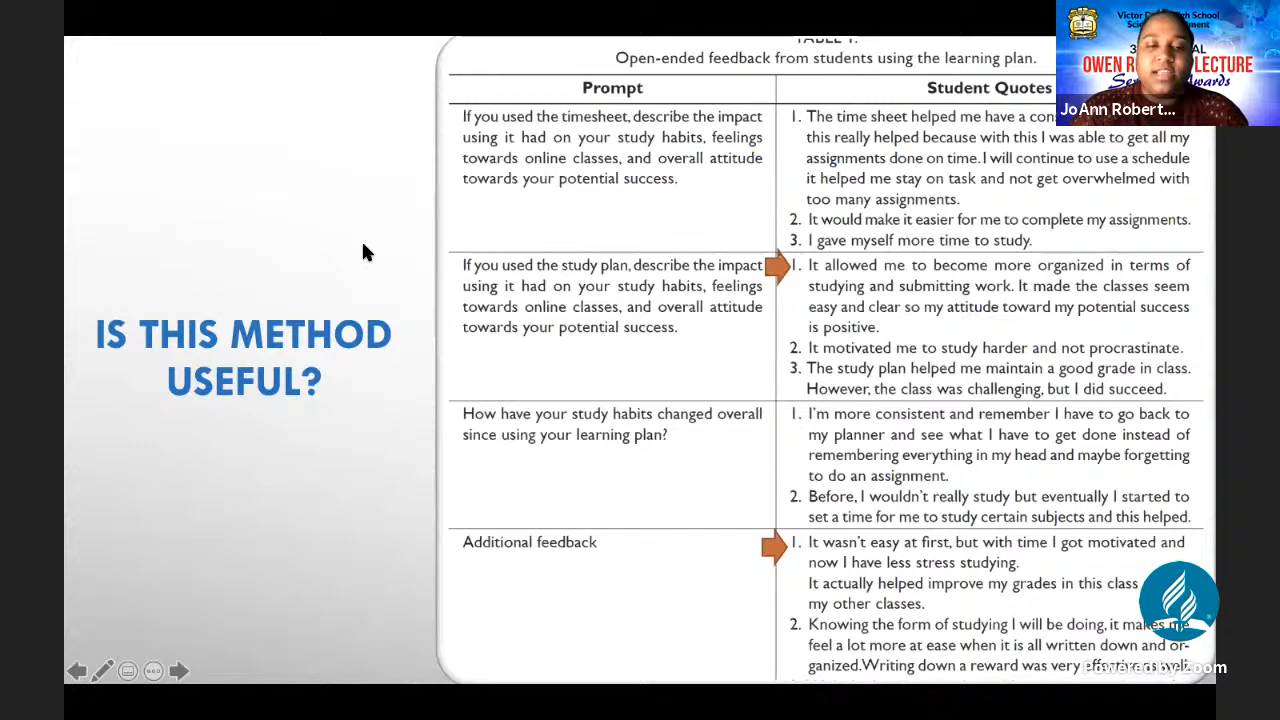 TABLE 1.
Open-ended feedback from students using the learning plan.
Prompt
Student Quotes
If you used the timesheet, describe the impact
using it had on your study habits, feelings
towards online classes, and overall attitude
towards your potential success.
1. The time sheet helped me have a
this really helped because with this I was able to get all my
assignments done on time. I will continue to use a schedule
it helped me stay on task and not get overwhelmed with
too many assignments.
2. It would make it easier for me to complete my assignments.
3. I gave myself more time to study.
If you used the study plan, describe the impact
using it had on your study habits, feelings
towards online classes, and overall attitude
towards your potential success.
1. It allowed me to become more organized in terms of
studying and submitting work. It made the classes seem
easy and clear so my attitude toward my potential success
is positive.
2. It motivated me to study harder and not procrastinate.
3. The study plan helped me maintain a good grade in class.
However, the class was challenging, but I did succeed.
How have your study habits changed overall
since using your learning plan?
1. I'm more consistent and remember I have to go back to
my planner and see what I have to get done instead of
remembering everything in my head and maybe forgetting
to do an assignment.
2. Before, I wouldn't really study but eventually I started to
set a time for me to study certain subjects and this helped.
Additional feedback
1. It wasn't easy at first, but with time I got motivated and
now I have less stress studying.
It actually helped improve my grades in this class
my other classes.
2. Knowing the form of studying I will be doing, it makes me
feel a lot more at ease when it is all written down and or-
ganized. Writing down a reward was very
IS THIS METHOD
USEFUL?
Victor
School
OWEN
LECTURE
JoAnn Robert...
Powered by Zoom